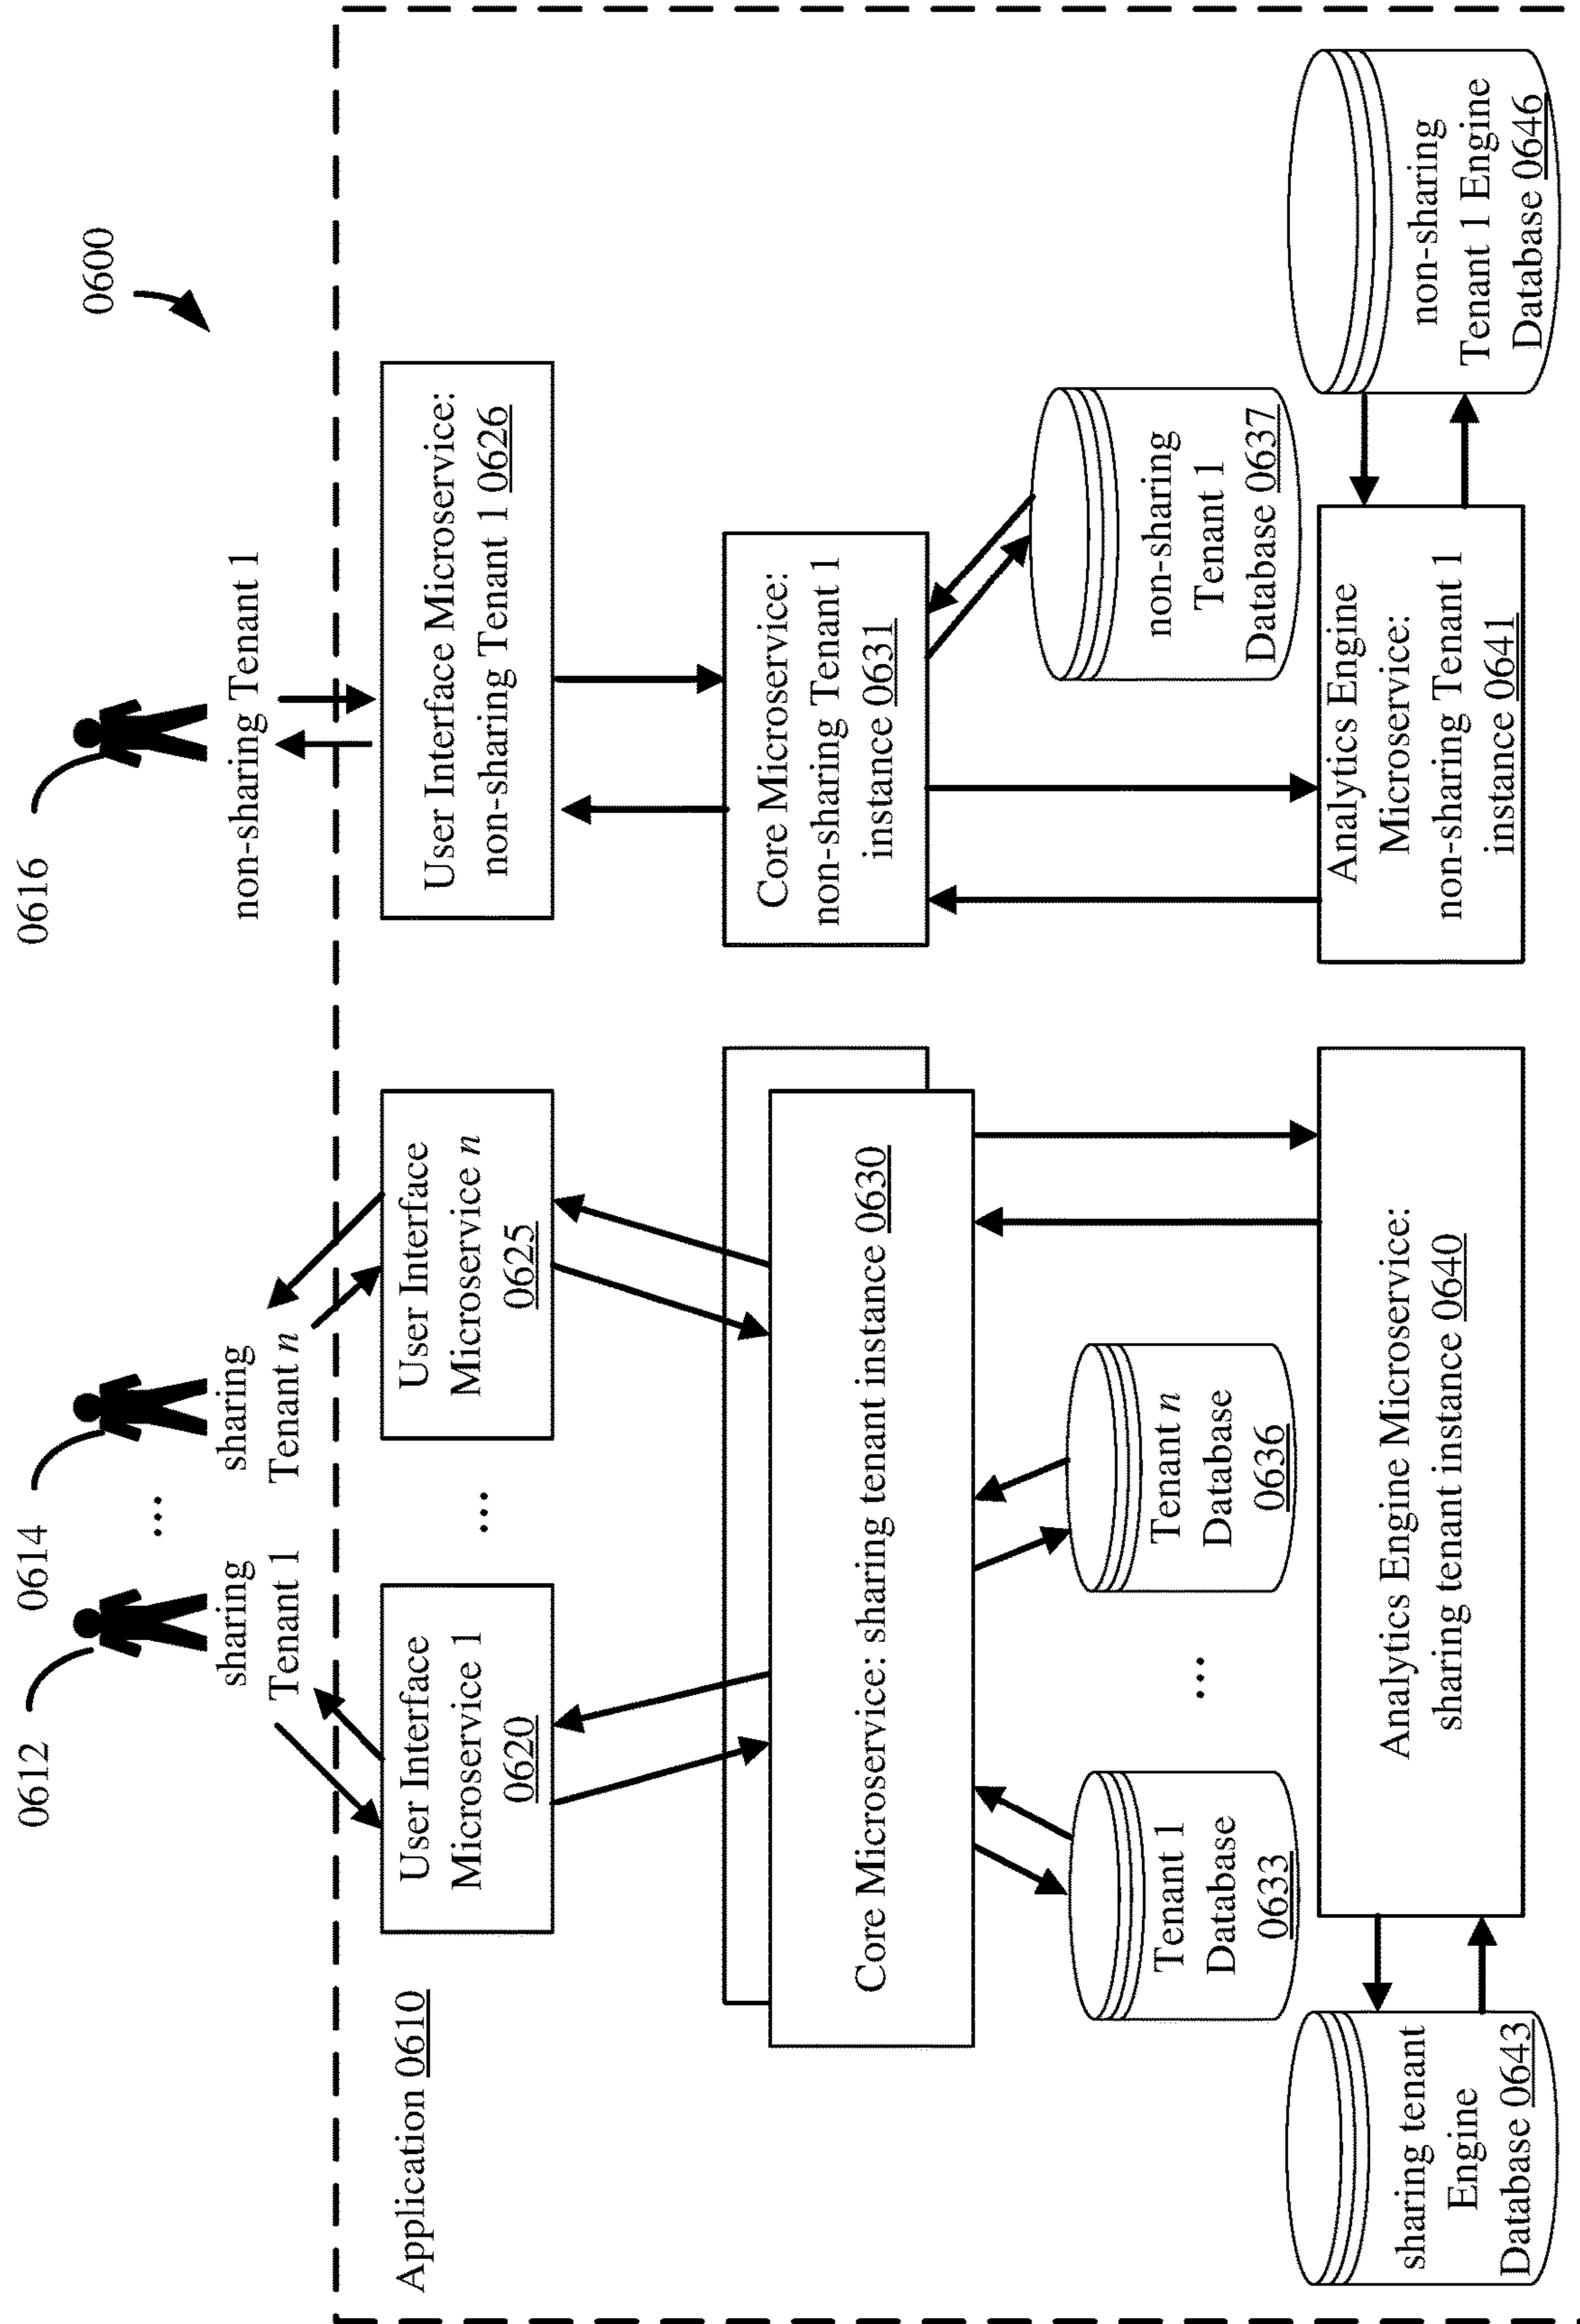 0600
0612
0614
0616
sharing
Tenant 1
...
sharing
Tenant n
non-sharing Tenant 1
Application 0610
User Interface
Microservice 1
0620
...
User Interface
Microservice n
0625
User Interface Microservice:
non-sharing Tenant 1 0626
Core Microservice: sharing tenant instance 0630
Core Microservice:
non-sharing Tenant 1
instance 0631
Tenant 1
Database
0633
...
Tenant n
Database
0636
non-sharing
Tenant 1
Database 0637
sharing tenant
Engine
Database 0643
Analytics Engine Microservice:
sharing tenant instance 0640
Analytics Engine
Microservice:
non-sharing Tenant 1
instance 0641
non-sharing
Tenant 1 Engine
Database 0646